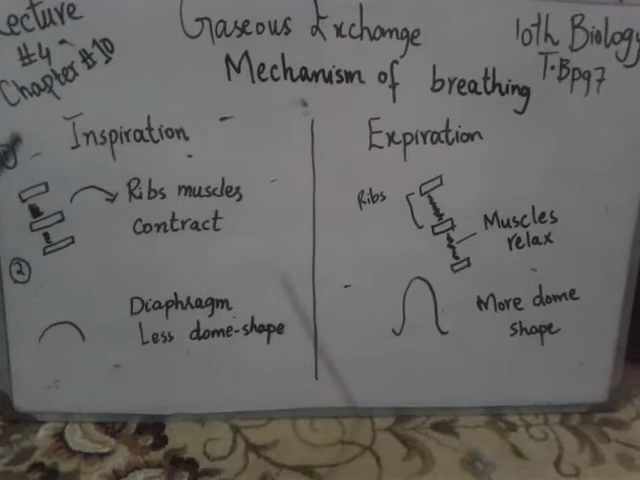 Lecture
#4
Chapter #10
Gaseous Exchange
Mechanism of breathing
10th Biology
T.Bpg7
Inspiration
Ribs muscles
contract
②
Diaphragm
Less dome-shape
Expiration
Ribs
Muscles
relax
More dome
shape